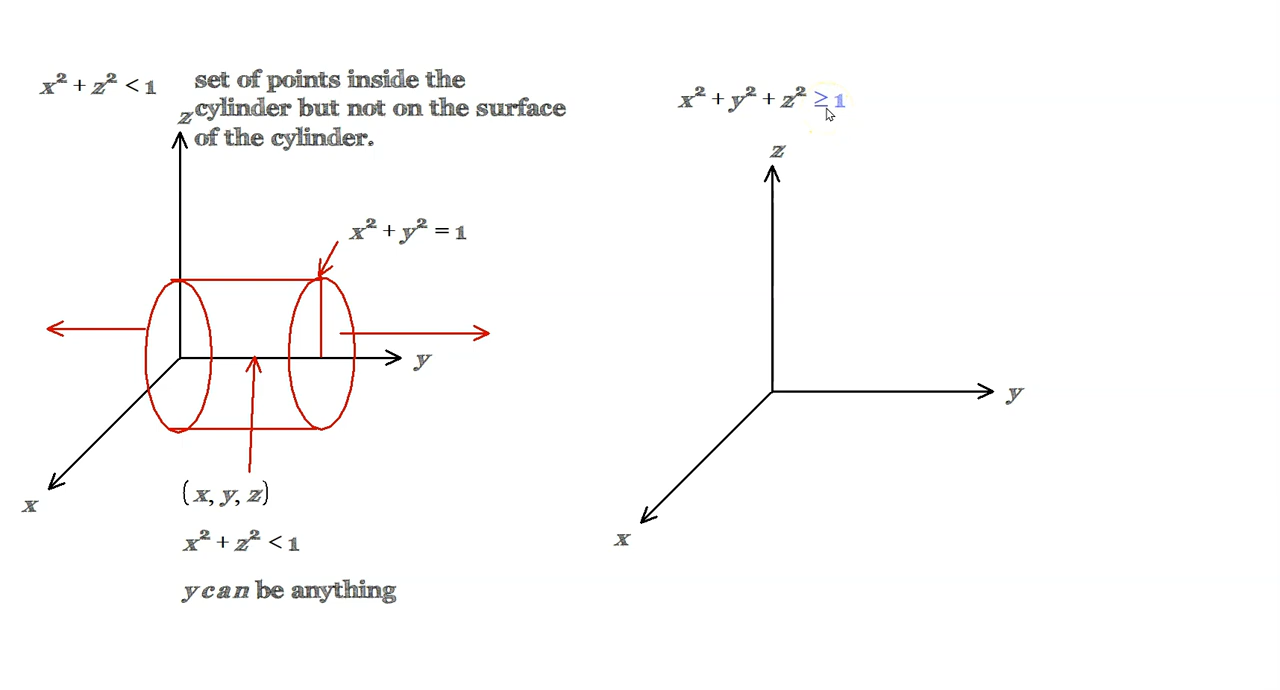 x² + z² < 1
set of points inside the
cylinder but not on the surface
of the cylinder.
z
x² + y² = 1
y
x
(x, y, z)
x² + z² < 1
y can be anything
x² + y² + z² ≥ 1
z
y
x